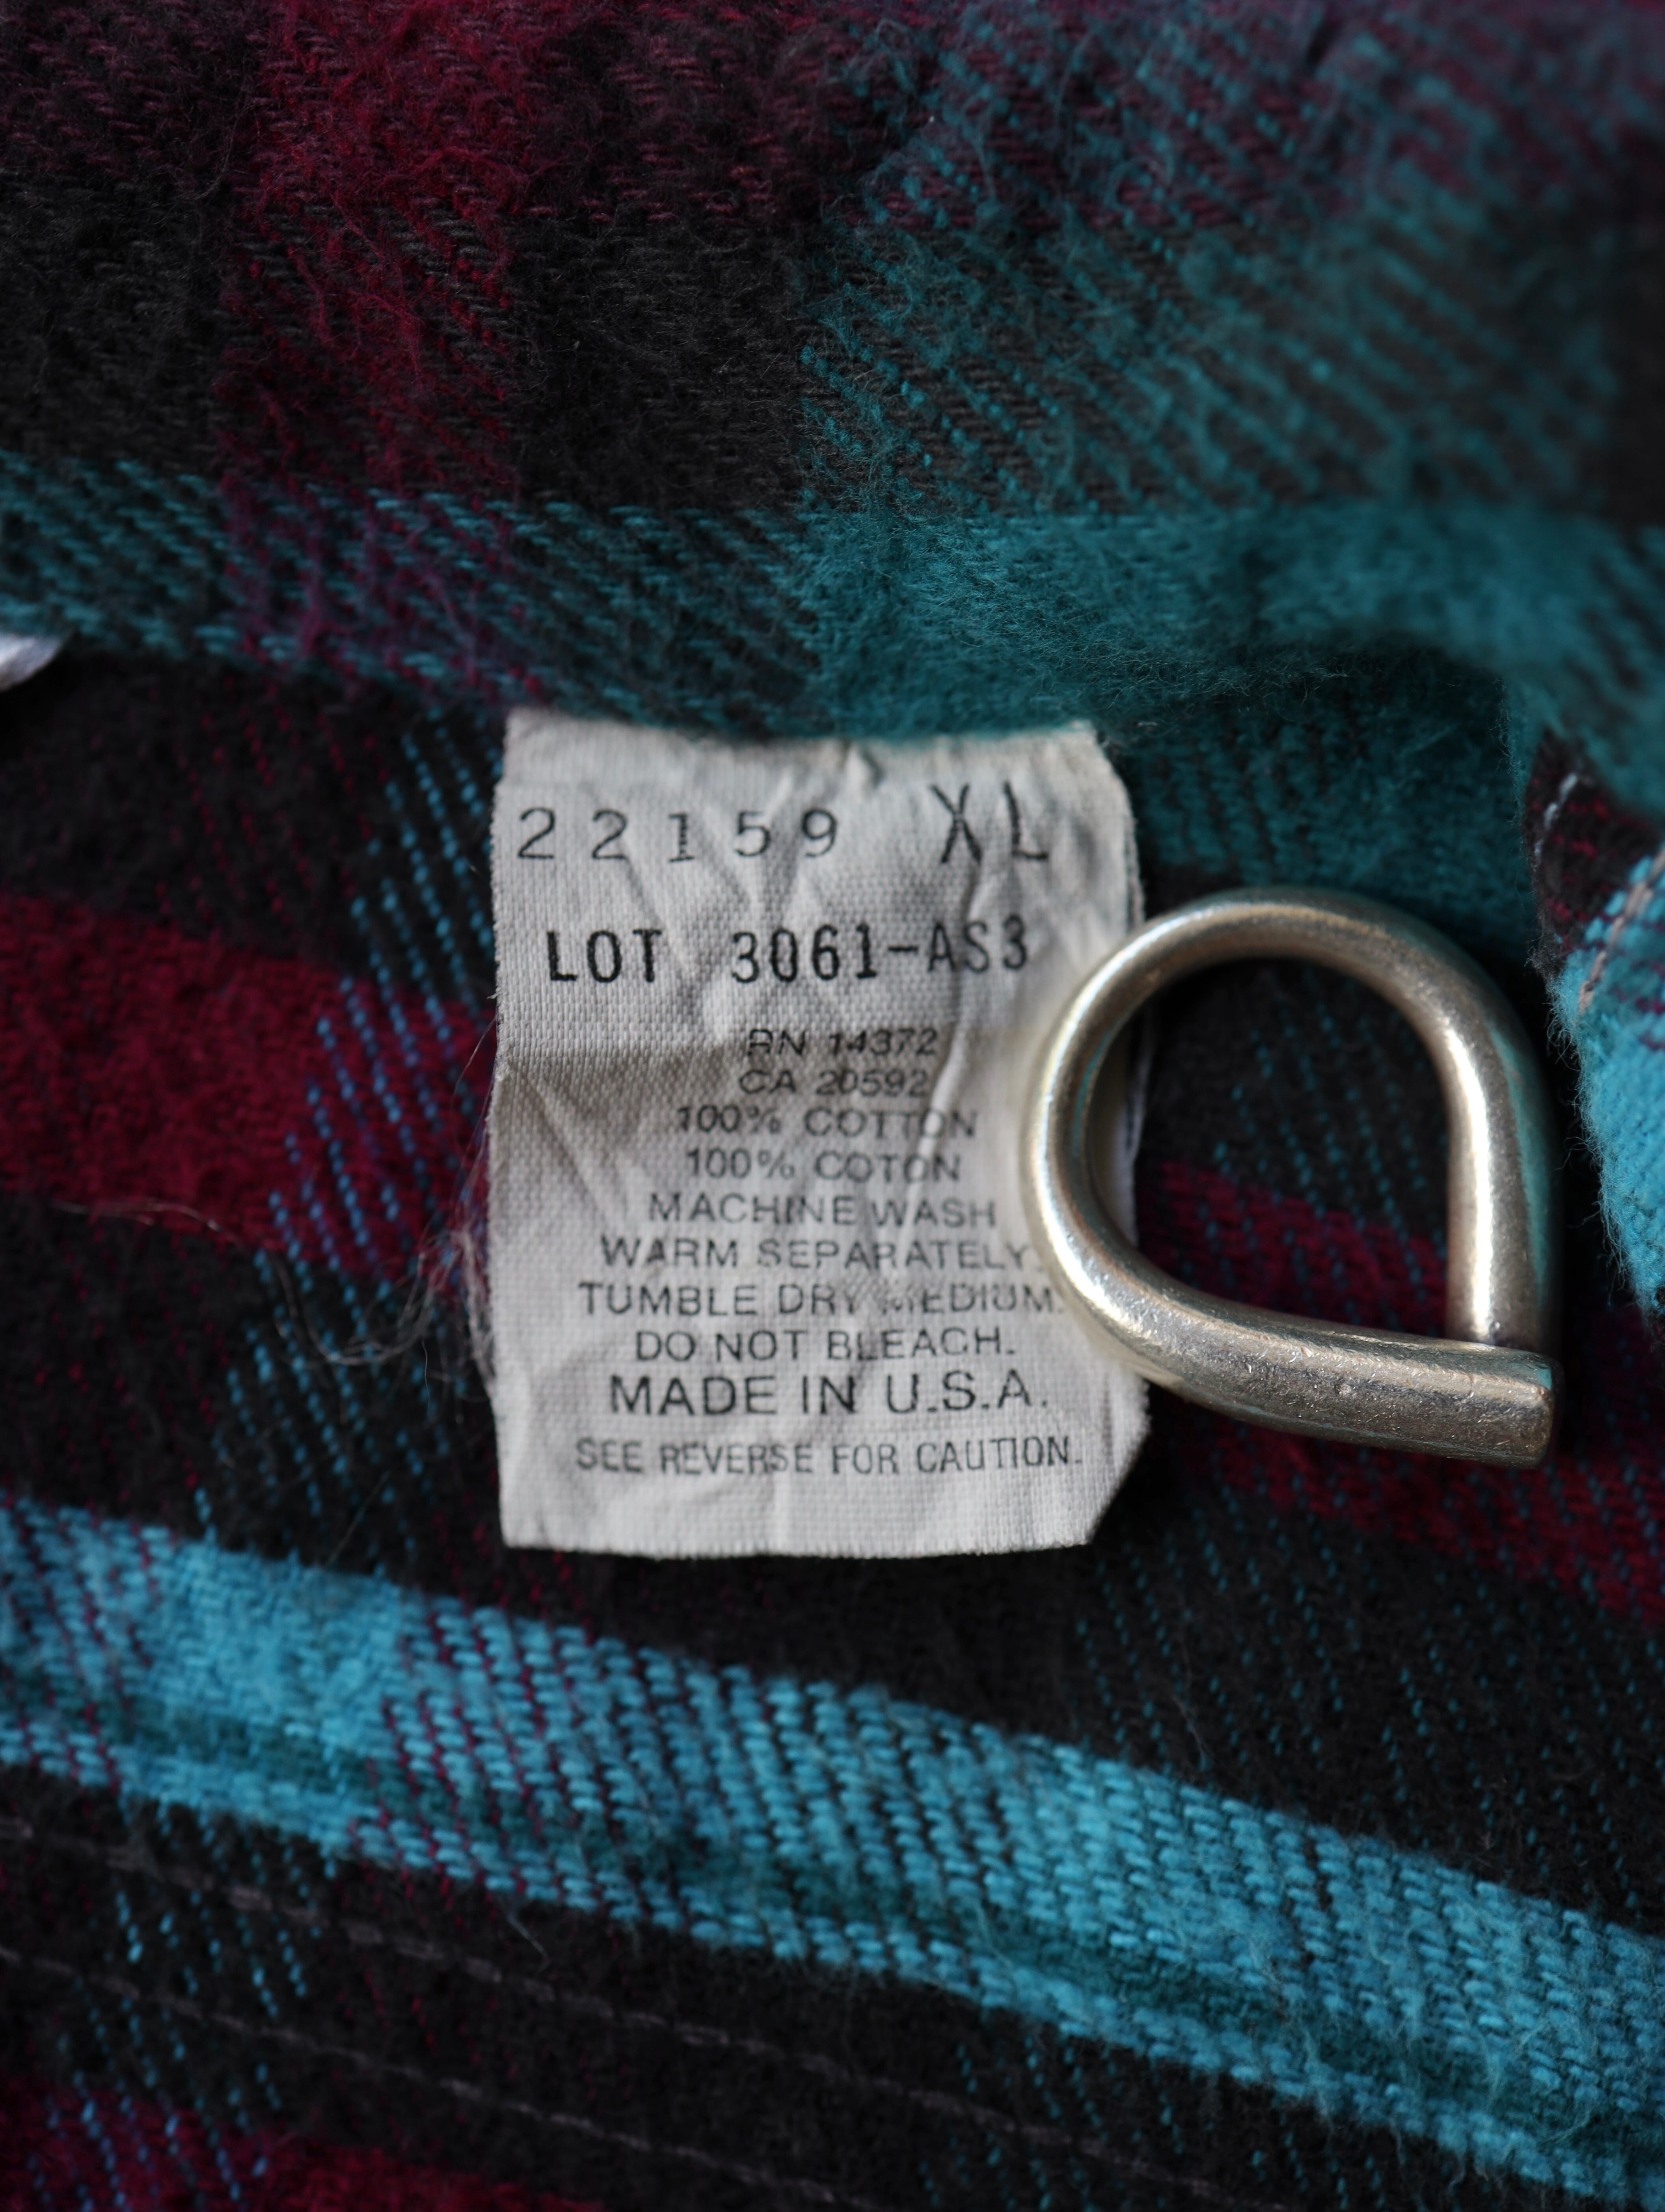 22159 XL
LOT 3061-AS3
RN 14372
CA 20592
100% COTTON
100% COTON
MACHINE WASH
WARM SEPARATELY
TUMBLE DRY MEDIUM.
DO NOT BLEACH.
MADE IN U.S.A.
SEE REVERSE FOR CAUTION.